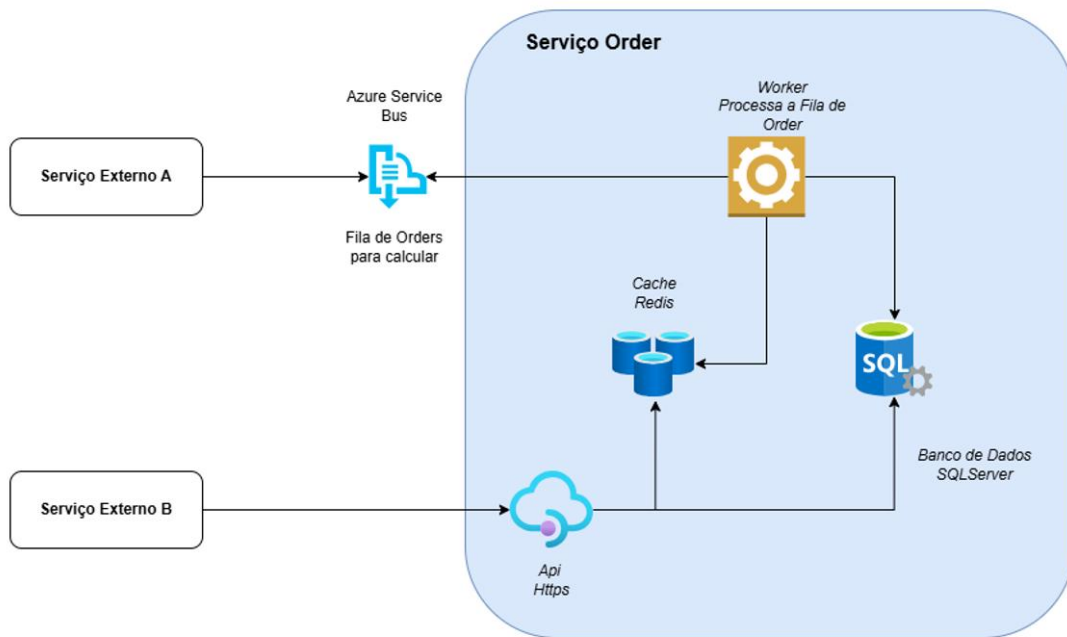 Serviço Order
Azure Service
Bus
Worker
Processa a Fila de
Order
Serviço Externo A
Fila de Orders
para calcular
Cache
Redis
SQL
Banco de Dados
SQLServer
Serviço Externo B
Api
Https